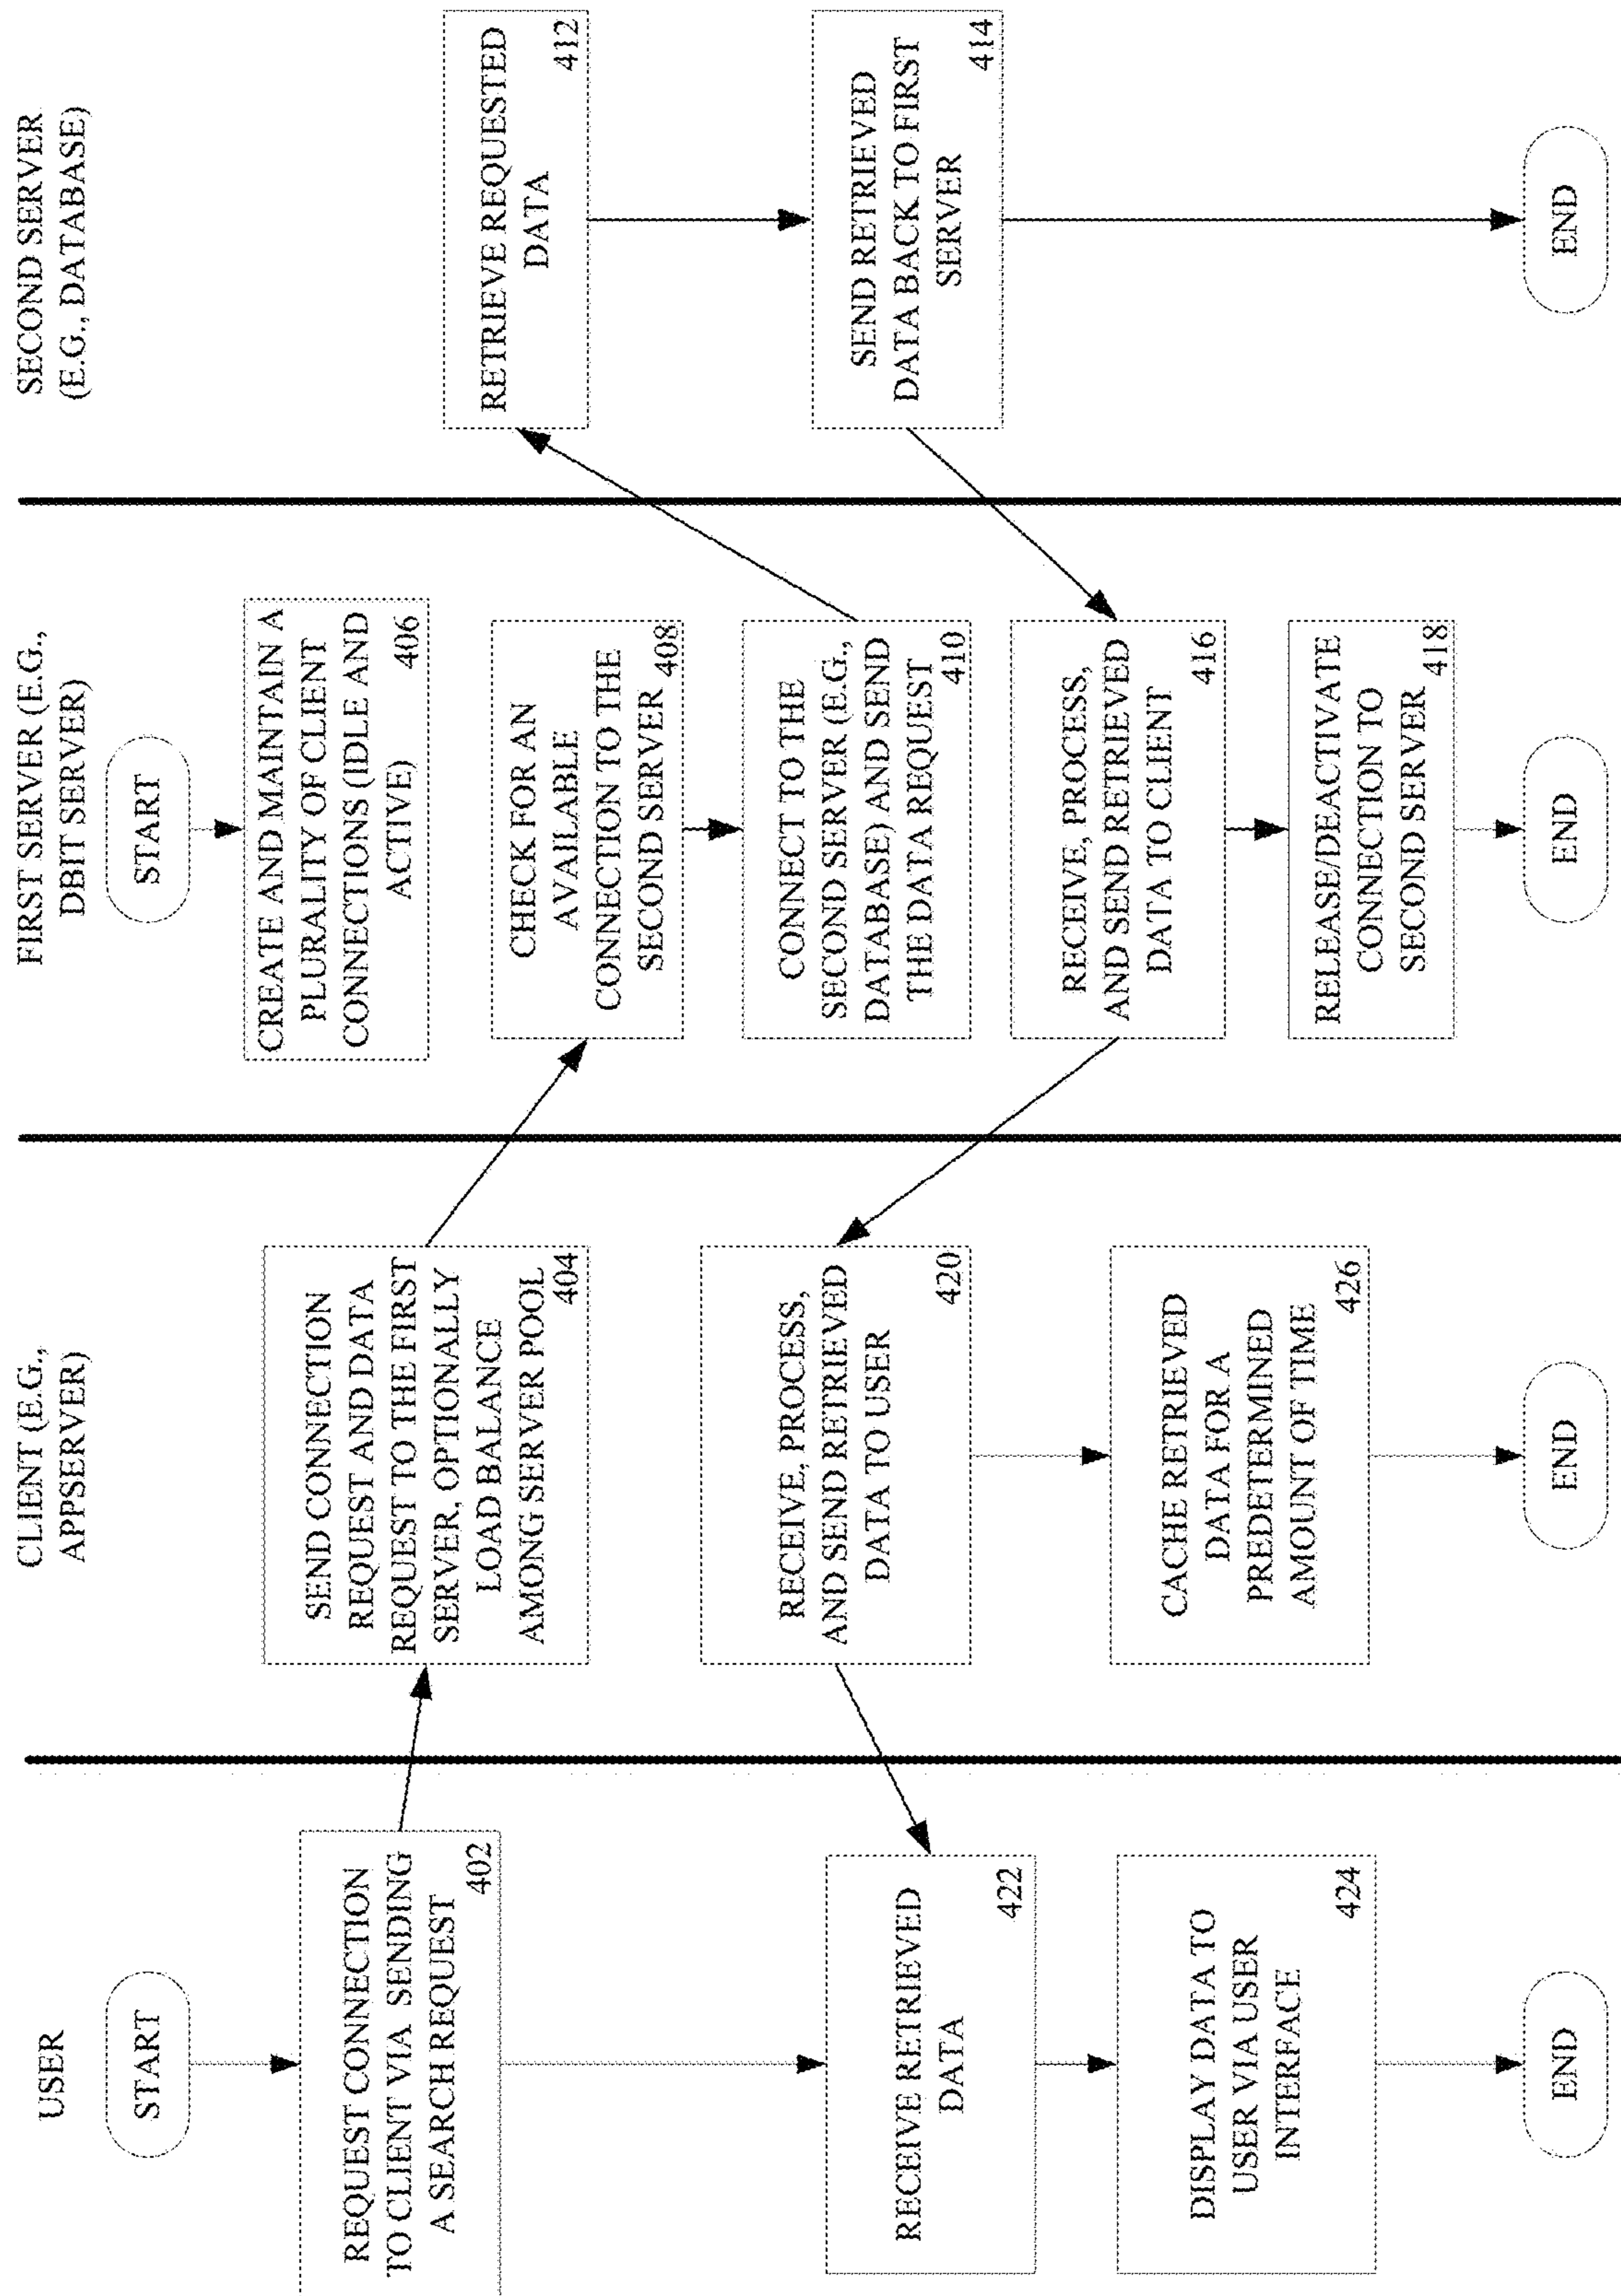 USER
START
REQUEST CONNECTION
TO CLIENT VIA SENDING
A SEARCH REQUEST
402
RECEIVE RETRIEVED
DATA
422
DISPLAY DATA TO
USER VIA USER
INTERFACE
424
END
CLIENT (E.G.,
APPSERVER)
SEND CONNECTION
REQUEST AND DATA
REQUEST TO THE FIRST
SERVER, OPTIONALLY
LOAD BALANCE
AMONG SERVER POOL
404
RECEIVE, PROCESS,
AND SEND RETRIEVED
DATA TO USER
420
CACHE RETRIEVED
DATA FOR A
PREDETERMINED
AMOUNT OF TIME
426
END
FIRST SERVER (E.G.,
DBIT SERVER)
START
CREATE AND MAINTAIN A
PLURALITY OF CLIENT
CONNECTIONS (IDLE AND
ACTIVE)
406
CHECK FOR AN
AVAILABLE
CONNECTION TO THE
SECOND SERVER
408
CONNECT TO THE
SECOND SERVER (E.G.,
DATABASE) AND SEND
THE DATA REQUEST
410
RECEIVE, PROCESS,
AND SEND RETRIEVED
DATA TO CLIENT
416
RELEASE/DEACTIVATE
CONNECTION TO
SECOND SERVER
418
END
SECOND SERVER
(E.G., DATABASE)
RETRIEVE REQUESTED
DATA
412
SEND RETRIEVED
DATA BACK TO FIRST
SERVER
414
END